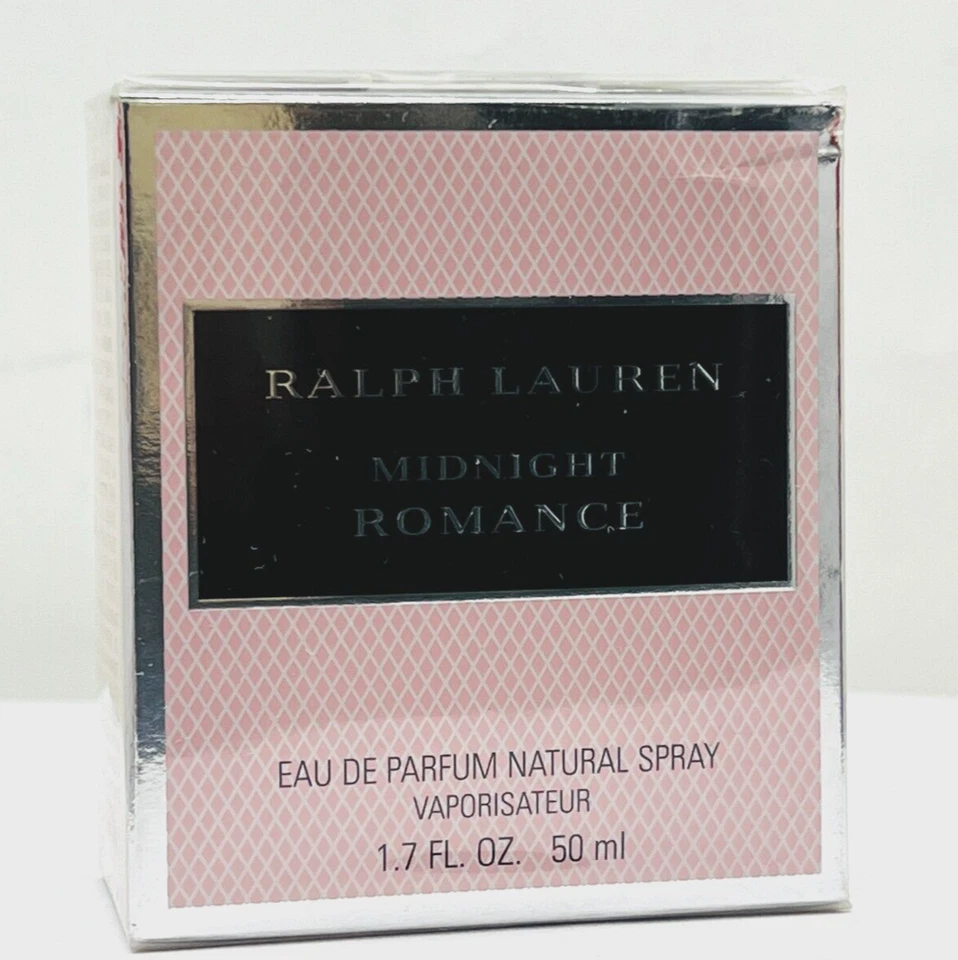 RALPH LAUREN
MIDNIGHT
ROMANCE
EAU DE PARFUM NATURAL SPRAY
VAPORISATEUR
1.7 FL. OZ. 50 ml